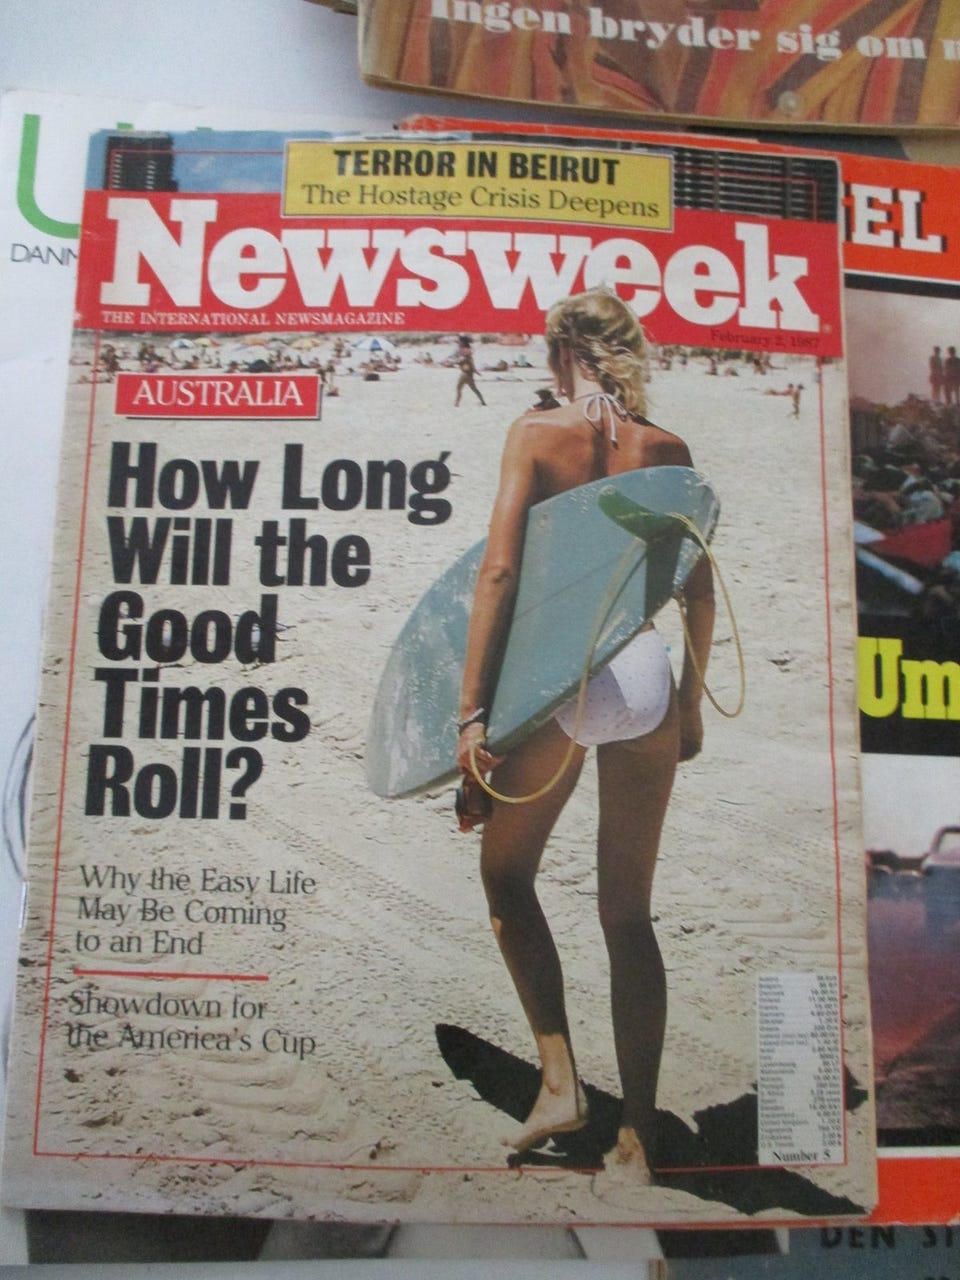 Ingen bryder sig om
DANM
TERROR IN BEIRUT
The Hostage Crisis Deepens
EL
Newsweek
THE INTERNATIONAL NEWSMAGAZINE
February 2, 1987
AUSTRALIA
How Long
Will the
Good
Times
Roll?
Um
Why the Easy Life
May Be Coming
to an End
Showdown for
the America's Cup
Number 5
DEN